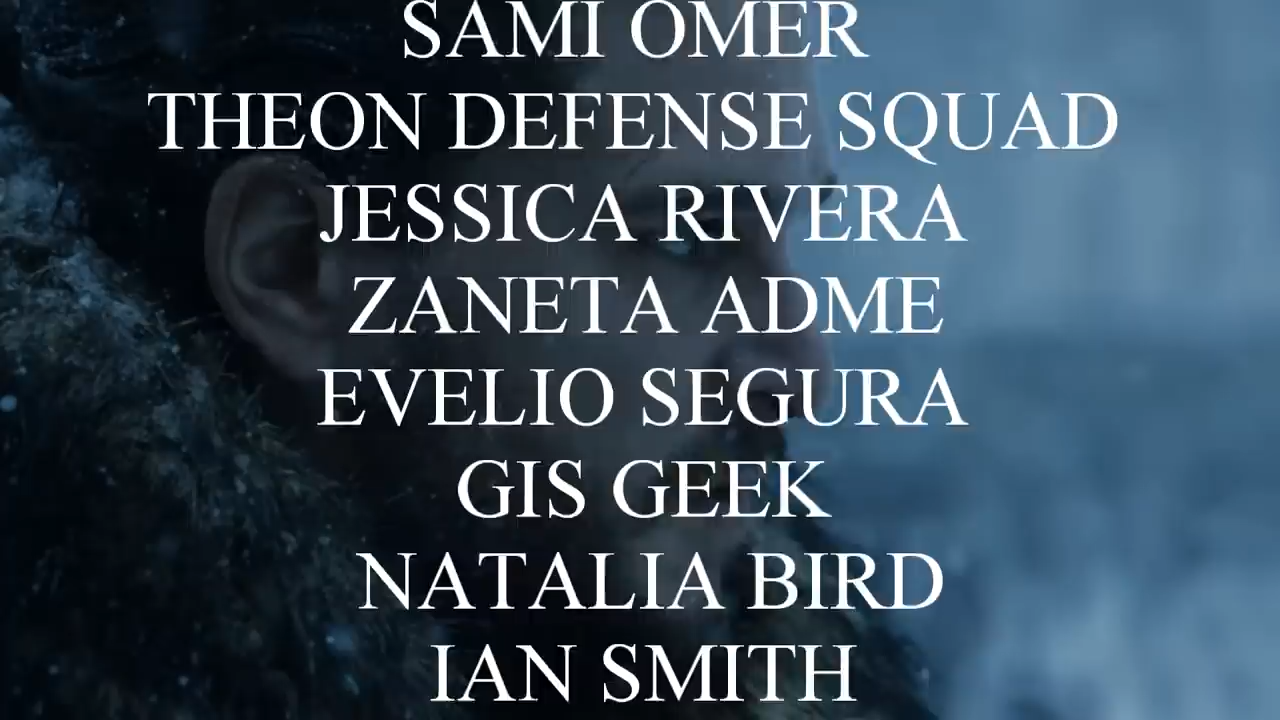 SAMI OMER
THEON DEFENSE SQUAD
JESSICA RIVERA
ZANETA ADME
EVELIO SEGURA
GIS GEEK
NATALIA BIRD
IAN SMITH